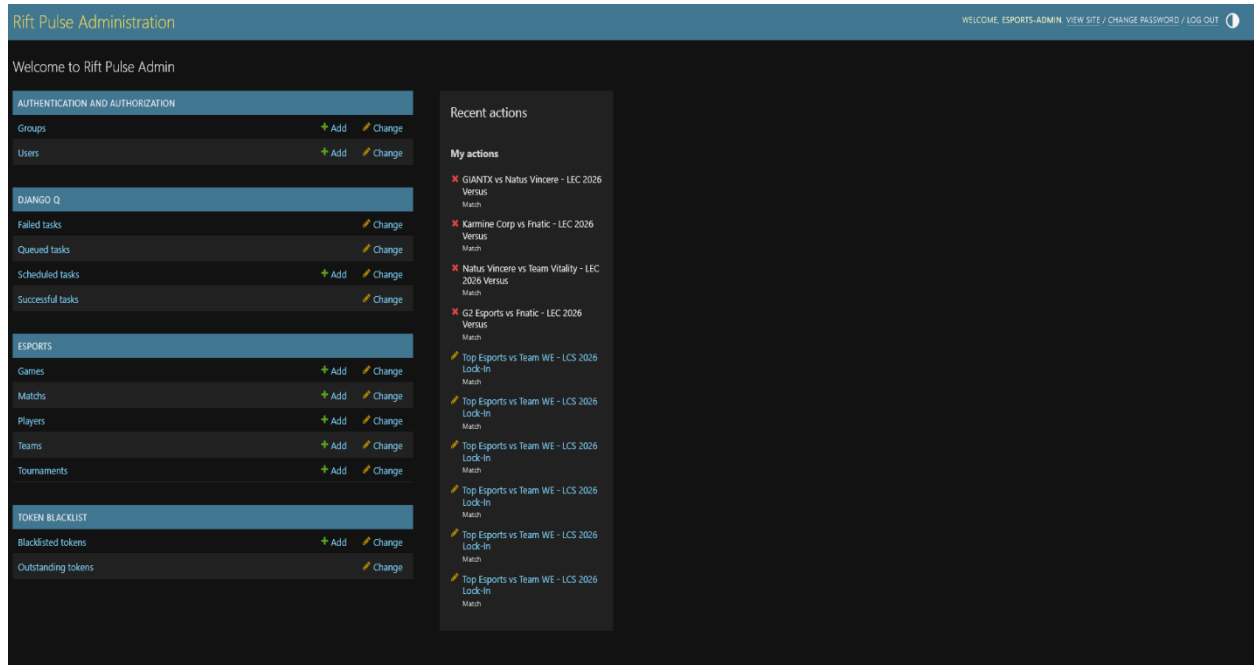 Rift Pulse Administration
WELCOME, ESPORTS-ADMIN. VIEW SITE / CHANGE PASSWORD / LOG OUT
Welcome to Rift Pulse Admin
AUTHENTICATION AND AUTHORIZATION
Groups + Add Change
Users + Add Change
DJANGO Q
Failed tasks Change
Queued tasks Change
Scheduled tasks + Add Change
Successful tasks Change
ESPORTS
Games + Add Change
Matchs + Add Change
Players + Add Change
Teams + Add Change
Tournaments + Add Change
TOKEN BLACKLIST
Blacklisted tokens + Add Change
Outstanding tokens Change
Recent actions
My actions
GIANTX vs Natus Vincere - LEC 2026
Versus
Match
Karmine Corp vs Fnatic - LEC 2026
Versus
Match
Natus Vincere vs Team Vitality - LEC
2026 Versus
Match
G2 Esports vs Fnatic - LEC 2026
Versus
Match
Top Esports vs Team WE - LCS 2026
Lock-In
Match
Top Esports vs Team WE - LCS 2026
Lock-In
Match
Top Esports vs Team WE - LCS 2026
Lock-In
Match
Top Esports vs Team WE - LCS 2026
Lock-In
Match
Top Esports vs Team WE - LCS 2026
Lock-In
Match
Top Esports vs Team WE - LCS 2026
Lock-In
Match